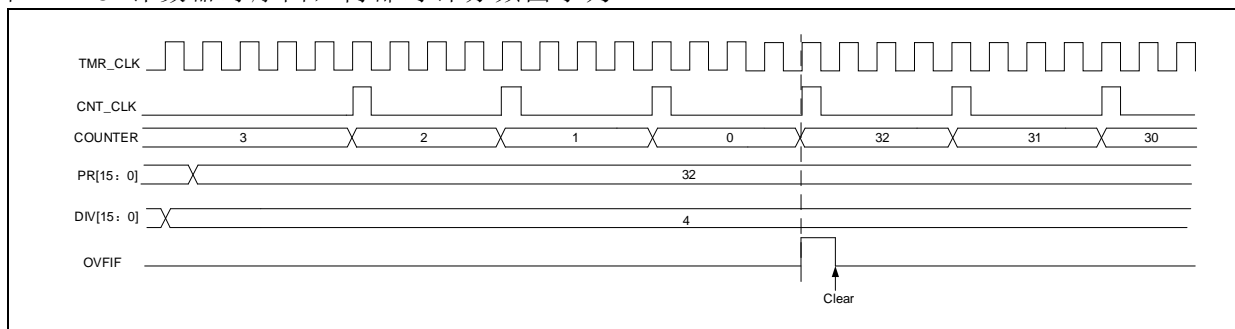 TMR_CLK
CNT_CLK
COUNTER 3 2 1 0 32 31 30
PR[15：0] 32
DIV[15：0] 4
OVFIF
Clear